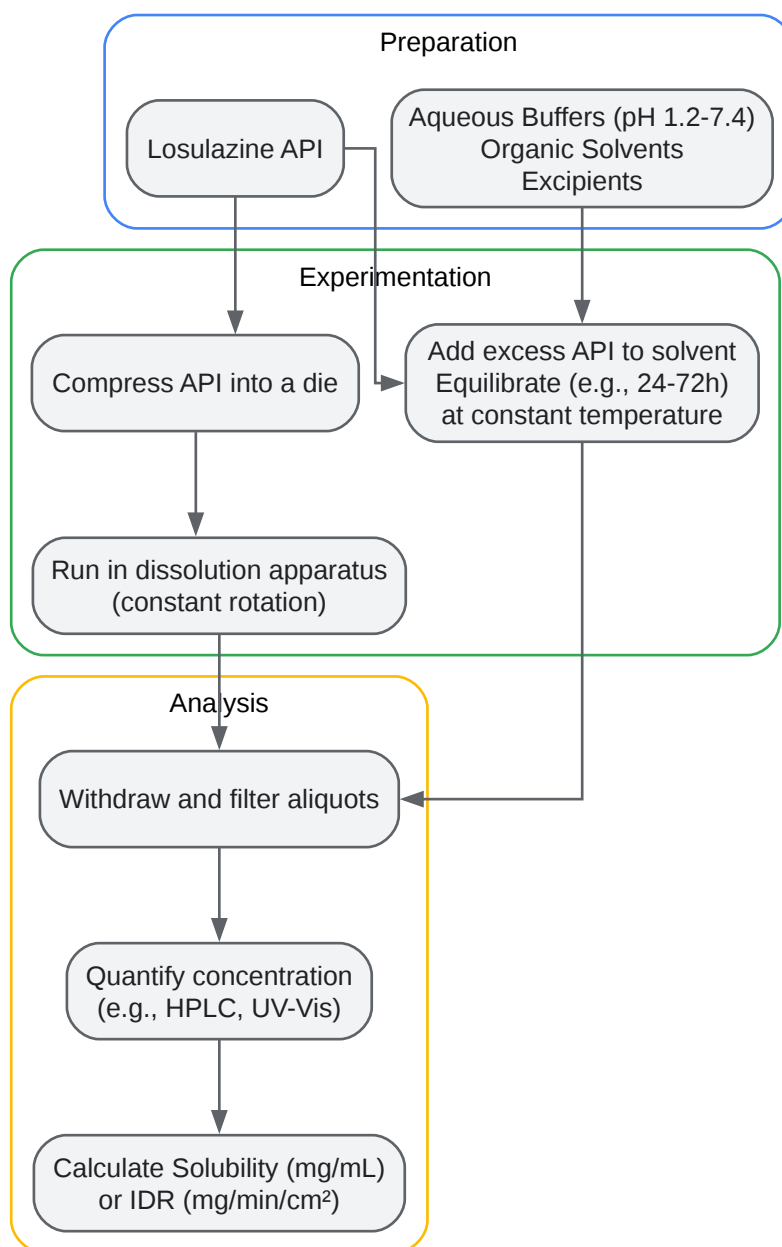 Preparation
Losulazine API
Aqueous Buffers (pH 1.2-7.4)
Organic Solvents
Excipients
Experimentation
Compress API into a die
Add excess API to solvent
Equilibrate (e.g., 24-72h)
at constant temperature
Run in dissolution apparatus
(constant rotation)
Analysis
Withdraw and filter aliquots
Quantify concentration
(e.g., HPLC, UV-Vis)
Calculate Solubility (mg/mL)
or IDR (mg/min/cm²)